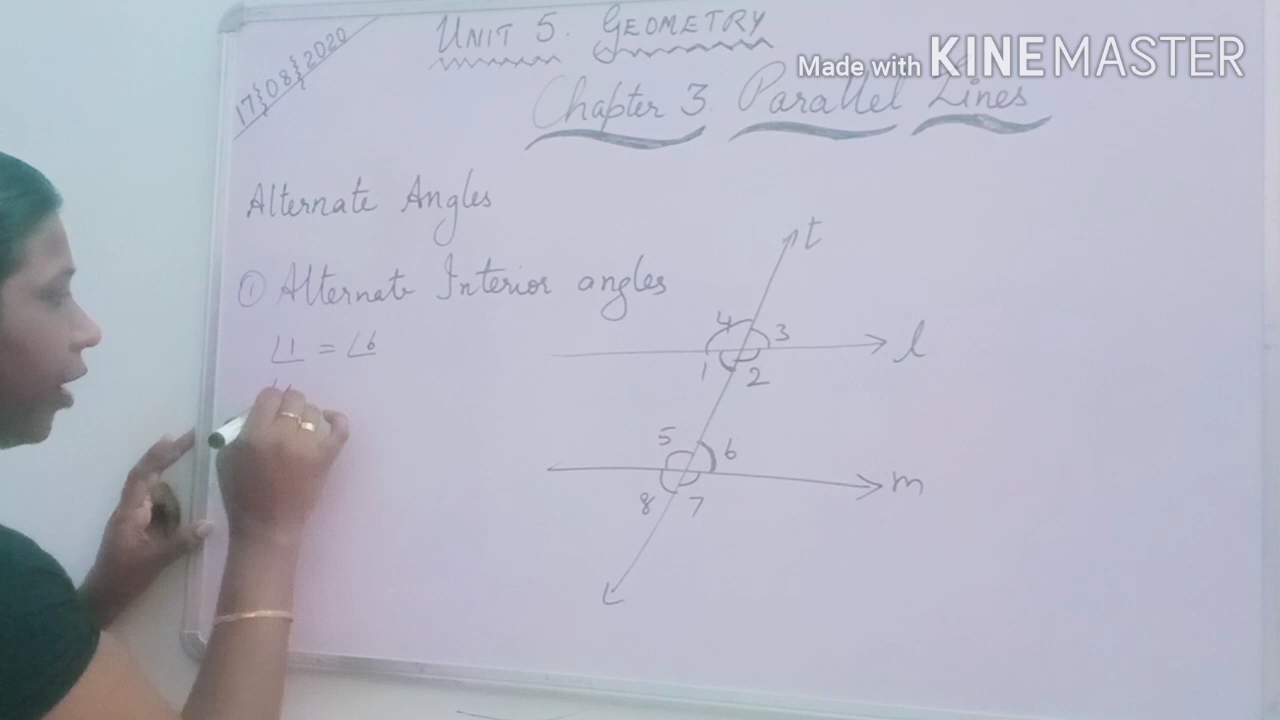 17/08/2020
UNIT 5. GEOMETRY
Made with KINEMASTER
Chapter 3. Parallel Lines
Alternate Angles
① Alternate Interior angles
∠1 = ∠6
t
4 3
l
1 2
5 6
m
8 7